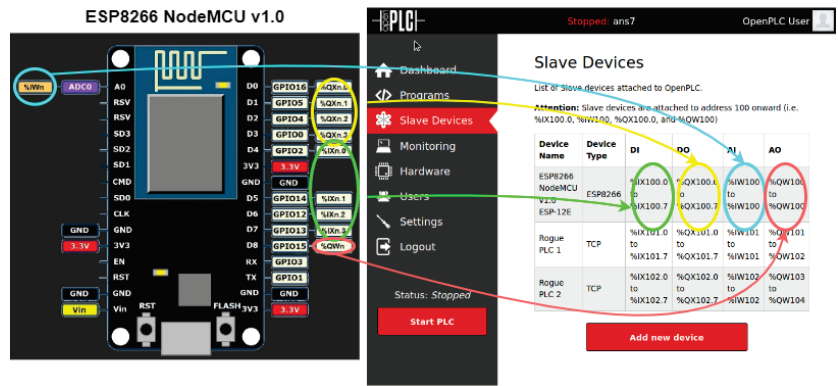 ESP8266 NodeMCU v1.0
%IWn ADC0 A0 D0 GPIO16 %QXn.0
RSV D1 GPIO5 %QXn.1
RSV D2 GPIO4 %QXn.2
SD3 D3 GPIO0 %QXn.3
SD2 D4 GPIO2 %IXn.0
SD1 3V3 3.3V
CMD GND GND
SD0 D5 GPIO14 %IXn.1
CLK D6 GPIO12 %IXn.2
GND GND D7 GPIO13 %IXn.3
3.3V 3V3 D8 GPIO15 %QWn
EN RX GPIO3
RST TX GPIO1
GND GND GND GND
Vin Vin RST FLASH 3V3 3.3V
PLC
Stopped: ans7
OpenPLC User
Dashboard
Programs
Slave Devices
Monitoring
Hardware
Users
Settings
Logout
Status: Stopped
Start PLC
Slave Devices
List of Slave devices attached to OpenPLC.
Attention: Slave devices are attached to address 100 onward (i.e.
%IX100.0, %IW100, %QX100.0, and %QW100)
Device Name Device Type DI DO AI AO
ESP8266 NodeMCU v1.0 ESP-12E ESP8266 %IX100.0 to %IX100.7 %QX100.0 to %QX100.7 %IW100 to %IW100 %QW100 to %QW100
Rogue PLC 1 TCP %IX101.0 to %IX101.7 %QX101.0 to %QX101.7 %IW101 to %IW101 %QW101 to %QW102
Rogue PLC 2 TCP %IX102.0 to %IX102.7 %QX102.0 to %QX102.7 %IW102 to %IW102 %QW103 to %QW104
Add new device